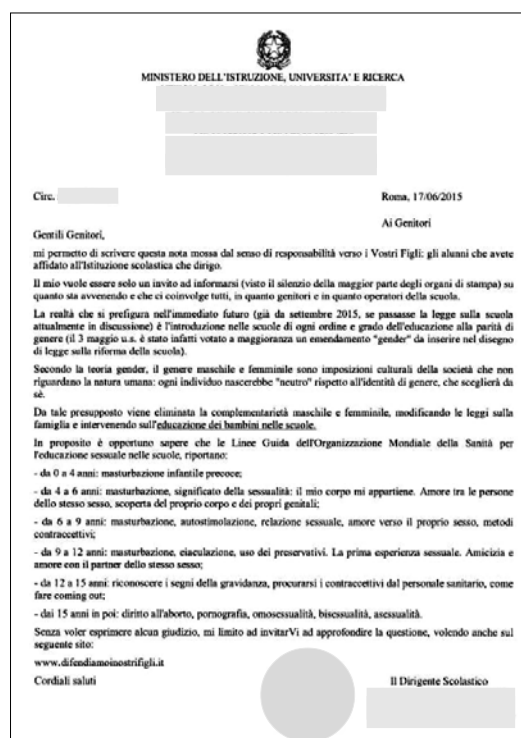 MINISTERO DELL'ISTRUZIONE, UNIVERSITA' E RICERCA
Circ.
Roma, 17/06/2015
Ai Genitori
Gentili Genitori,
mi permetto di scrivere questa nota mossa dal senso di responsabilità verso i Vostri Figli: gli alunni che avete
affidato all'Istituzione scolastica che dirigo.
Il mio vuole essere solo un invito ad informarsi (visto il silenzio della maggior parte degli organi di stampa) su
quanto sta avvenendo e che ci coinvolge tutti, in quanto genitori e in quanto operatori della scuola.
La realtà che si prefigura nell'immediato futuro (già da settembre 2015, se passasse la legge sulla scuola
attualmente in discussione) è l'introduzione nelle scuole di ogni ordine e grado dell'educazione alla parità di
genere (il 3 maggio u.s. è stato infatti votato a maggioranza un emendamento "gender" da inserire nel disegno
di legge sulla riforma della scuola).
Secondo la teoria gender, il genere maschile e femminile sono imposizioni culturali della società che non
riguardano la natura umana: ogni individuo nascerebbe "neutro" rispetto all'identità di genere, che sceglierà da
sè.
Da tale presupposto viene eliminata la complementarietà maschile e femminile, modificando le leggi sulla
famiglia e intervenendo sull'educazione dei bambini nelle scuole.
In proposito è opportuno sapere che le Linee Guida dell'Organizzazione Mondiale della Sanità per
l'educazione sessuale nelle scuole, riportano:
- da 0 a 4 anni: masturbazione infantile precoce;
- da 4 a 6 anni: masturbazione, significato della sessualità: il mio corpo mi appartiene. Amore tra le persone
dello stesso sesso, scoperta del proprio corpo e dei propri genitali;
- da 6 a 9 anni: masturbazione, autostimolazione, relazione sessuale, amore verso il proprio sesso, metodi
contraccettivi;
- da 9 a 12 anni: masturbazione, eiaculazione, uso dei preservativi. La prima esperienza sessuale. Amicizia e
amore con il partner dello stesso sesso;
- da 12 a 15 anni: riconoscere i segni della gravidanza, procurarsi i contraccettivi dal personale sanitario, come
fare coming out;
- dai 15 anni in poi: diritto all'aborto, pornografia, omosessualità, bisessualità, asessualità.
Senza voler esprimere alcun giudizio, mi limito ad invitarVi ad approfondire la questione, volendo anche sul
seguente sito:
www.difendiamoinostrifigli.it
Cordiali saluti
Il Dirigente Scolastico